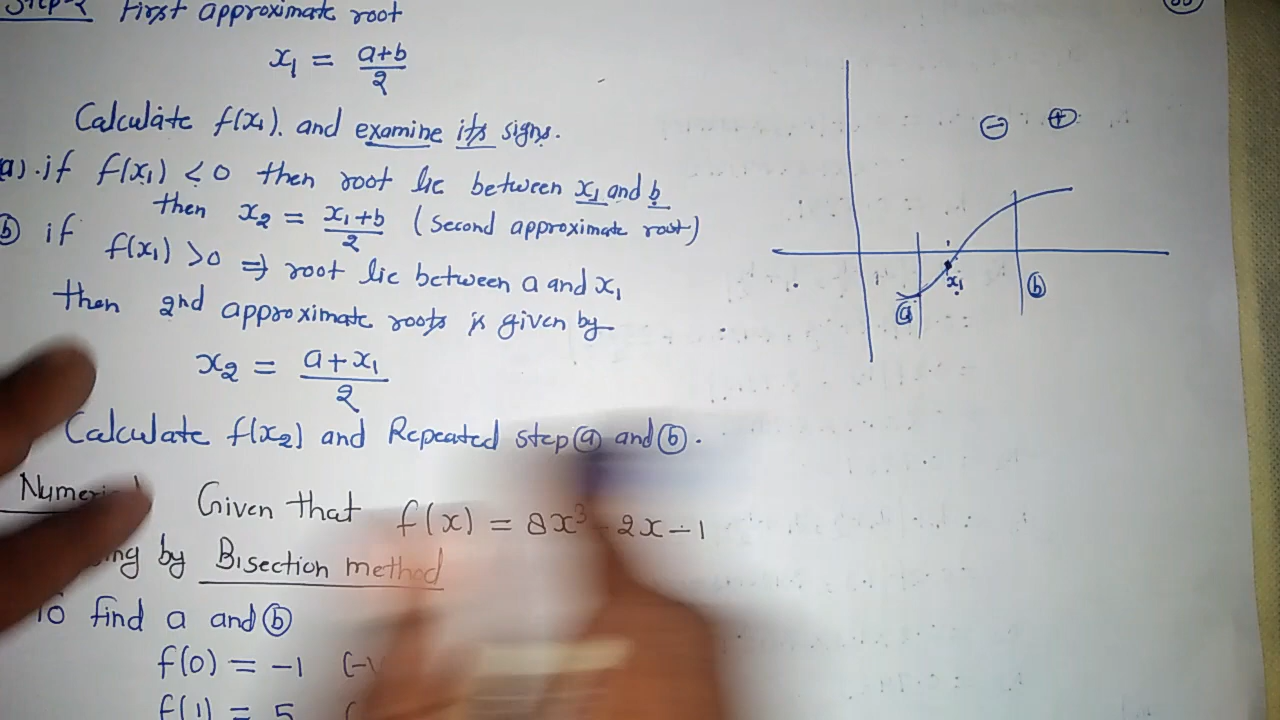 Step-2 First approximate root
x₁ = (a+b)/2
Calculate f(x₁). and examine its signs.
(a). if f(x₁) < 0 then root lie between x₁ and b
then x₂ = (x₁+b)/2 (second approximate root)
ⓑ if f(x₁) >0 ⇒ root lie between a and x₁
then 2nd approximate roots is given by
x₂ = (a+x₁)/2
Calculate f(x₂) and Repeated step ⓐ and ⓑ.
Given that f(x) = 8x³-2x-1
by Bisection method
To find a and ⓑ
f(0) = -1
f(1) = 5
⊖ ⊕
ⓐ x₁ ⓑ